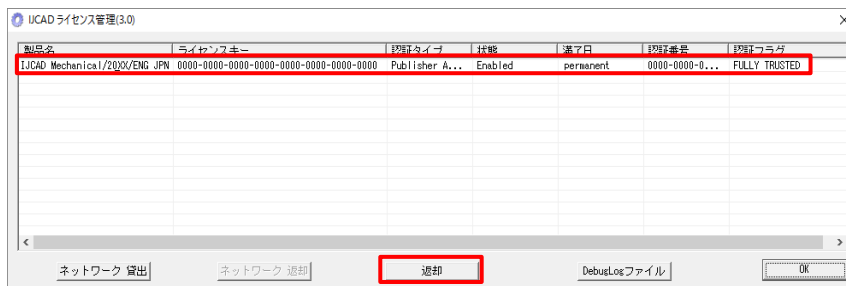 IJCAD ライセンス管理(3.0)
製品名 ライセンスキー 認証タイプ 状態 満了日 認証番号 認証フラグ
IJCAD Mechanical/20XX/ENG JPN 0000-0000-0000-0000-0000-0000-0000 Publisher A... Enabled permanent 0000-0000-0... FULLY TRUSTED
ネットワーク 貸出 ネットワーク 返却 返却 DebugLogファイル OK